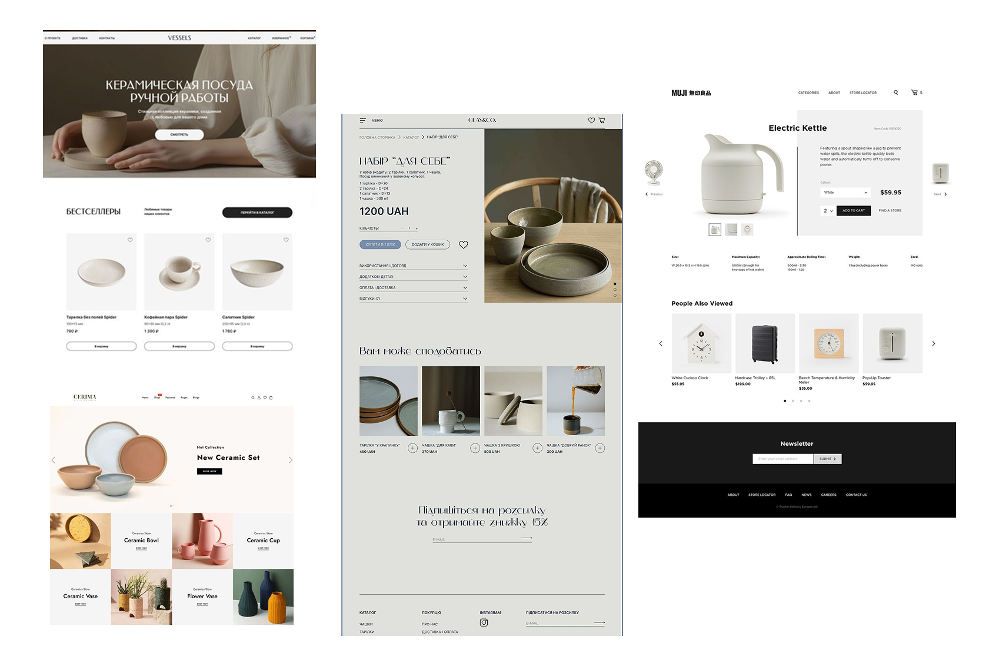 О ПРОЕКТЕ ДОСТАВКА КОНТАКТЫ VESSELS КАТАЛОГ ИЗБРАННОЕ КОРЗИНА
КЕРАМИЧЕСКАЯ ПОСУДА
РУЧНОЙ РАБОТЫ
Стильная коллекция керамики, созданная
с любовью для вашего дома
СМОТРЕТЬ
БЕСТСЕЛЛЕРЫ
Любимые товары
наших клиентов
ПЕРЕЙТИ В КАТАЛОГ
Тарелка без полей Spider
100×13 мм
790 ₽
В корзину
Кофейная пара Spider
90×60 мм (0,2 л)
1 390 ₽
В корзину
Салатник Spider
255×85 мм (2,0 л)
1 780 ₽
В корзину
CERIMA
Home Shop Featured Pages Blogs
Hot Collection
New Ceramic Set
SHOP NOW
Ceramics Store
Ceramic Bowl
SHOP NOW
Ceramics Store
Ceramic Cup
SHOP NOW
Ceramics Store
Ceramic Vase
SHOP NOW
Ceramics Store
Flower Vase
SHOP NOW
МЕНЮ CLAY&CO.
ГОЛОВНА СТОРІНКА > КАТАЛОГ > НАБІР "ДЛЯ СЕБЕ"
НАБІР “ДЛЯ СЕБЕ”
У набір входить: 2 тарілки, 1 салатник, 1 чашка.
Посуд виконаний у зеленому кольорі.
1 тарілка - D=20
2 тарілка - D=24
1 салатник - D=13
1 чашка - 300 ml
1200 UAH
КІЛЬКІСТЬ: - 1 +
КУПИТИ В 1 КЛІК ДОДАТИ У КОШИК
ВИКОРИСТАННЯ І ДОГЛЯД
ДОДАТКОВІ ДЕТАЛІ
ОПЛАТА І ДОСТАВКА
ВІДГУКИ (7)
Вам може сподобатись
ТАРІЛКА "У КРАПИНКУ"
450 UAH
ЧАШКА "ДЛЯ КАВИ"
370 UAH
ЧАШКА З КРИШКОЮ
500 UAH
ЧАШКА "ДОБРИЙ РАНОК"
300 UAH
Підпишіться на розсилку
та отримайте знижку 15%
E-MAIL
КАТАЛОГ
ЧАШКИ
ТАРІЛКИ
ПОКУПЦЮ
ПРО НАС
ДОСТАВКА І ОПЛАТА
INSTAGRAM
ПІДПИСАТИСЯ НА РОЗСИЛКУ
E-MAIL
MUJI 無印良品 CATEGORIES ABOUT STORE LOCATOR 5
Electric Kettle
Item Code 5974320
Featuring a spout shaped like a jug to prevent
water spills, the electric kettle quickly boils
water and automatically turns off to conserve
power.
Colour:
White $59.95
2 ADD TO CART FIND A STORE
Previous
Next
Size:
W 20.5 x 15.5 x H 19.5 (cm)
Maximum Capacity:
500ml (Enough for
two cups of hot water)
Approximate Boiling Time:
500ml - 3:30
150ml - 1:20
Weight:
1.1kg (including power base)
Cord:
140 (cm)
People Also Viewed
White Cuckoo Clock
$55.95
Hardcase Trolley – 85L
$199.00
Beech Temperature & Humidity
Meter
$35.00
Pop-Up Toaster
$59.95
Newsletter
Enter your email address SUBMIT
ABOUT STORE LOCATOR FAQ NEWS CAREERS CONTACT US
© Ryohin Keikaku Europe Ltd